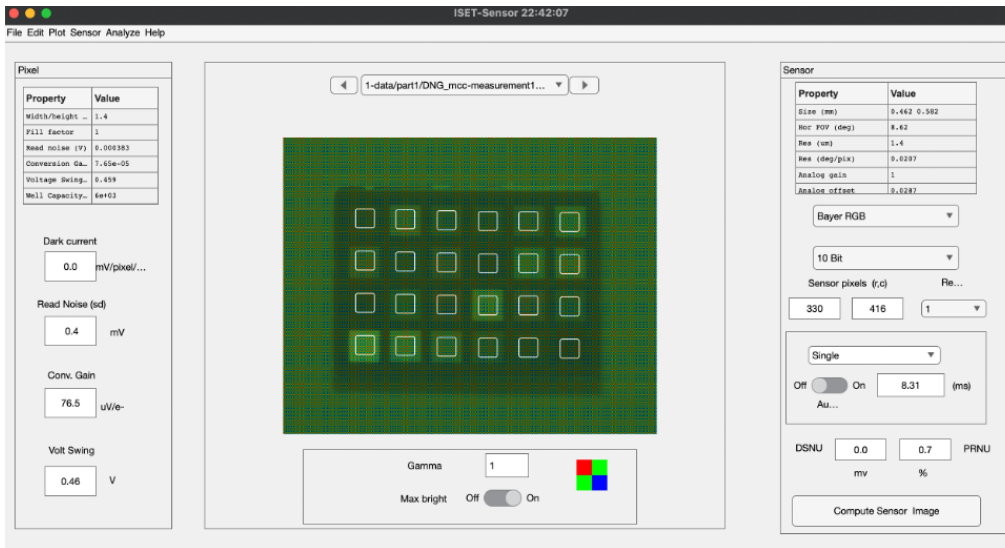 ISET-Sensor 22:42:07
File Edit Plot Sensor Analyze Help
Pixel
Property Value
Width/height … 1.4
Fill factor 1
Read noise (V) 0.000383
Conversion Ga… 7.65e-05
Voltage Swing… 0.459
Well Capacity… 6e+03
Dark current
0.0 mV/pixel/…
Read Noise (sd)
0.4 mV
Conv. Gain
76.5 uV/e-
Volt Swing
0.46 V
1-data/part1/DNG_mcc-measurement1...
Gamma 1
Max bright Off On
Sensor
Property Value
Size (mm) 0.462 0.582
Hor FOV (deg) 8.62
Res (um) 1.4
Res (deg/pix) 0.0207
Analog gain 1
Analog offset 0.0287
Bayer RGB
10 Bit
Sensor pixels (r,c) Re…
330 416 1
Single
Off On 8.31 (ms)
Au…
DSNU 0.0 0.7 PRNU
mv %
Compute Sensor Image